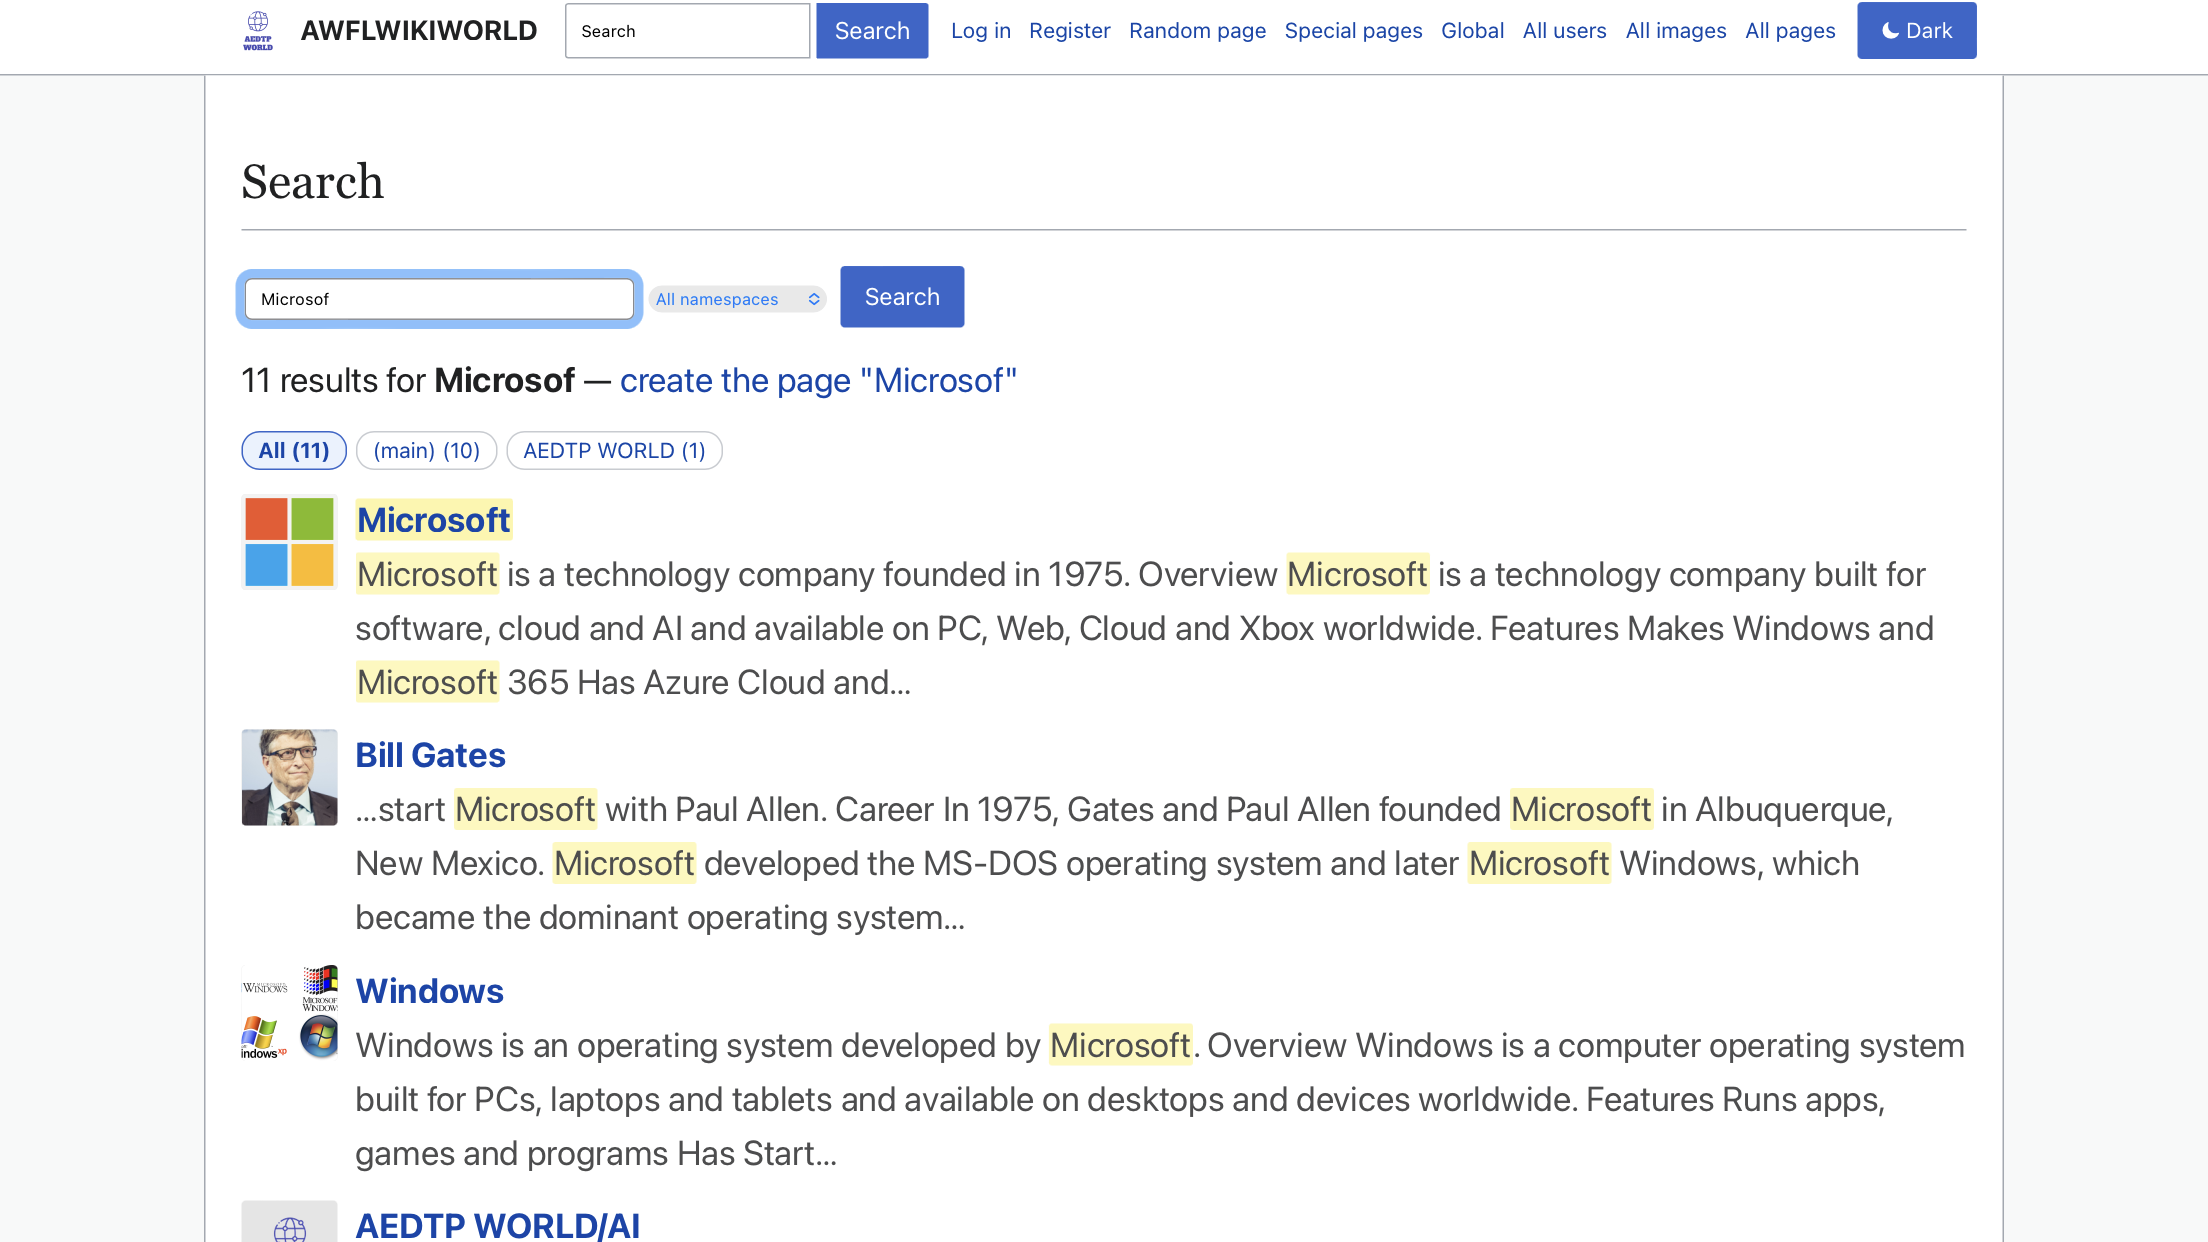 AEDTP
WORLD
AWFLWIKIWORLD
Search
Search
Log in
Register
Random page
Special pages
Global
All users
All images
All pages
Dark
Search
Microsof
All namespaces
Search
11 results for Microsof — create the page "Microsof"
All (11)
(main) (10)
AEDTP WORLD (1)
Microsoft
Microsoft is a technology company founded in 1975. Overview Microsoft is a technology company built for
software, cloud and AI and available on PC, Web, Cloud and Xbox worldwide. Features Makes Windows and
Microsoft 365 Has Azure Cloud and...
Bill Gates
...start Microsoft with Paul Allen. Career In 1975, Gates and Paul Allen founded Microsoft in Albuquerque,
New Mexico. Microsoft developed the MS-DOS operating system and later Microsoft Windows, which
became the dominant operating system...
WINDOWS
MICROSOF
WINDOW
indows xp
Windows
Windows is an operating system developed by Microsoft. Overview Windows is a computer operating system
built for PCs, laptops and tablets and available on desktops and devices worldwide. Features Runs apps,
games and programs Has Start...
AEDTP WORLD/AI